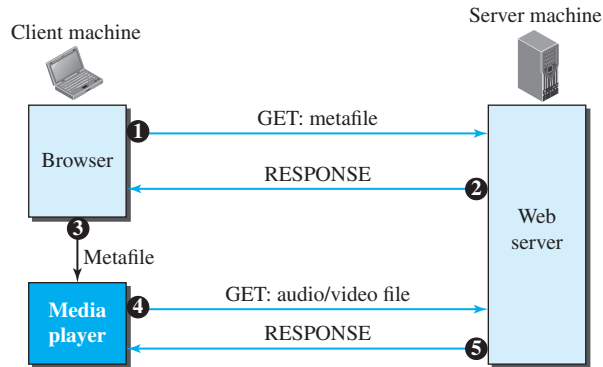 Client machine
Server machine
1
GET: metafile
Browser
RESPONSE
2
3
Web
server
Metafile
4
GET: audio/video file
Media
player
RESPONSE
5